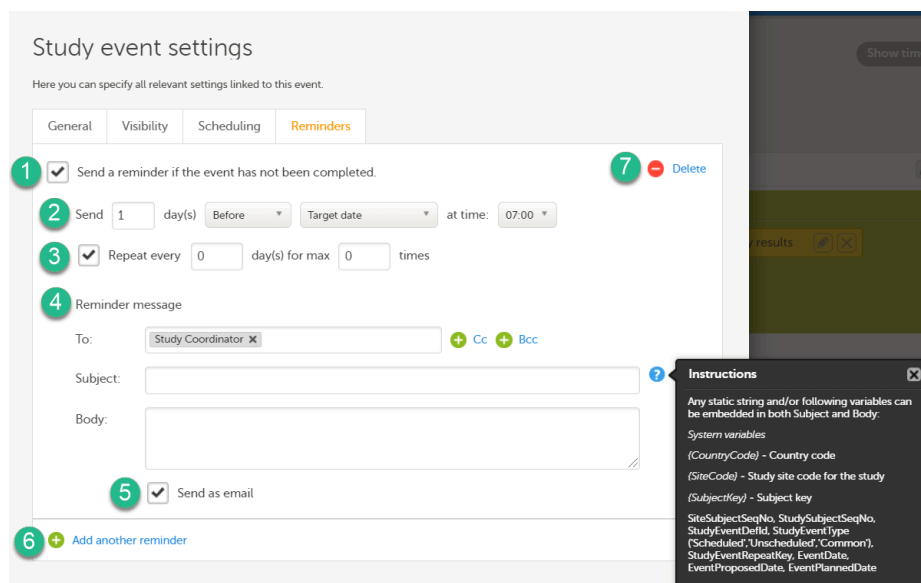 Study event settings
Show tim
Here you can specify all relevant settings linked to this event.
General Visibility Scheduling Reminders
1 Send a reminder if the event has not been completed. 7 Delete
2 Send 1 day(s) Before Target date at time: 07:00
3 Repeat every 0 day(s) for max 0 times
results
4 Reminder message
To: Study Coordinator Cc Bcc
Subject:
Body:
? Instructions
Any static string and/or following variables can
be embedded in both Subject and Body:
System variables
{CountryCode} - Country code
{SiteCode} - Study site code for the study
{SubjectKey} - Subject key
SiteSubjectSeqNo, StudySubjectSeqNo,
StudyEventDefId, StudyEventType
('Scheduled','Unscheduled','Common'),
StudyEventRepeatKey, EventDate,
EventProposedDate, EventPlannedDate
5 Send as email
6 Add another reminder